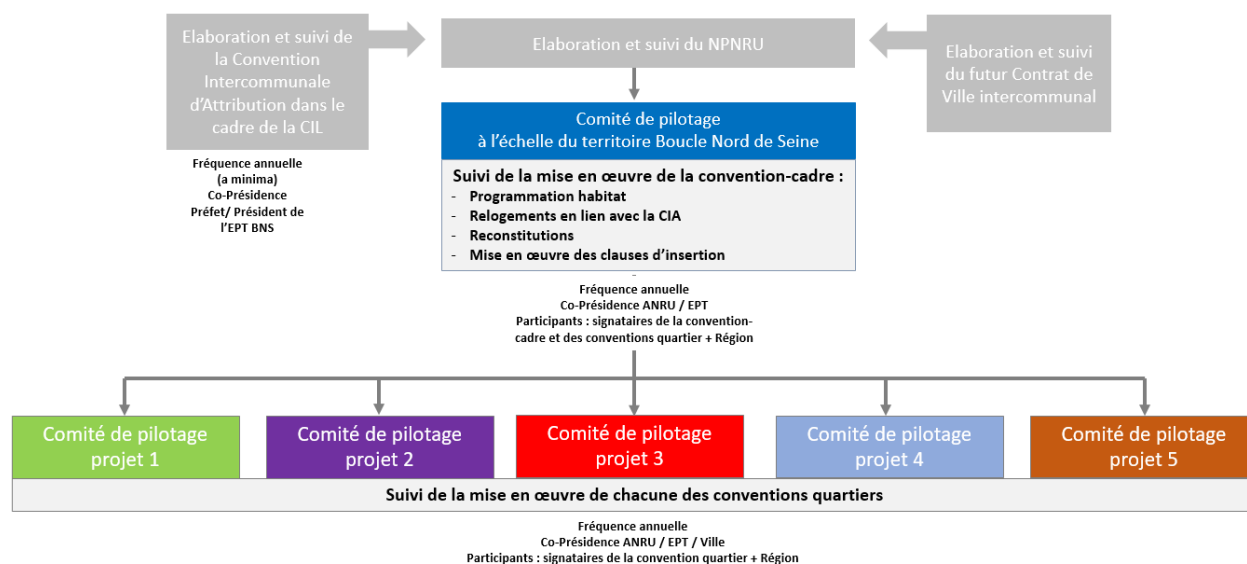 Elaboration et suivi de
la Convention
Intercommunale
d'Attribution dans le
cadre de la CIL
Fréquence annuelle
(a minima)
Co-Présidence
Préfet/ Président de
l'EPT BNS
Elaboration et suivi du NPNRU
Elaboration et suivi
du futur Contrat de
Ville intercommunal
Comité de pilotage
à l'échelle du territoire Boucle Nord de Seine
Suivi de la mise en œuvre de la convention-cadre :
- Programmation habitat
- Relogements en lien avec la CIA
- Reconstitutions
- Mise en œuvre des clauses d'insertion
-
Fréquence annuelle
Co-Présidence ANRU / EPT
Participants : signataires de la convention-
cadre et des conventions quartier + Région
Comité de pilotage
projet 1
Comité de pilotage
projet 2
Comité de pilotage
projet 3
Comité de pilotage
projet 4
Comité de pilotage
projet 5
Suivi de la mise en œuvre de chacune des conventions quartiers
Fréquence annuelle
Co-Présidence ANRU / EPT / Ville
Participants : signataires de la convention quartier + Région